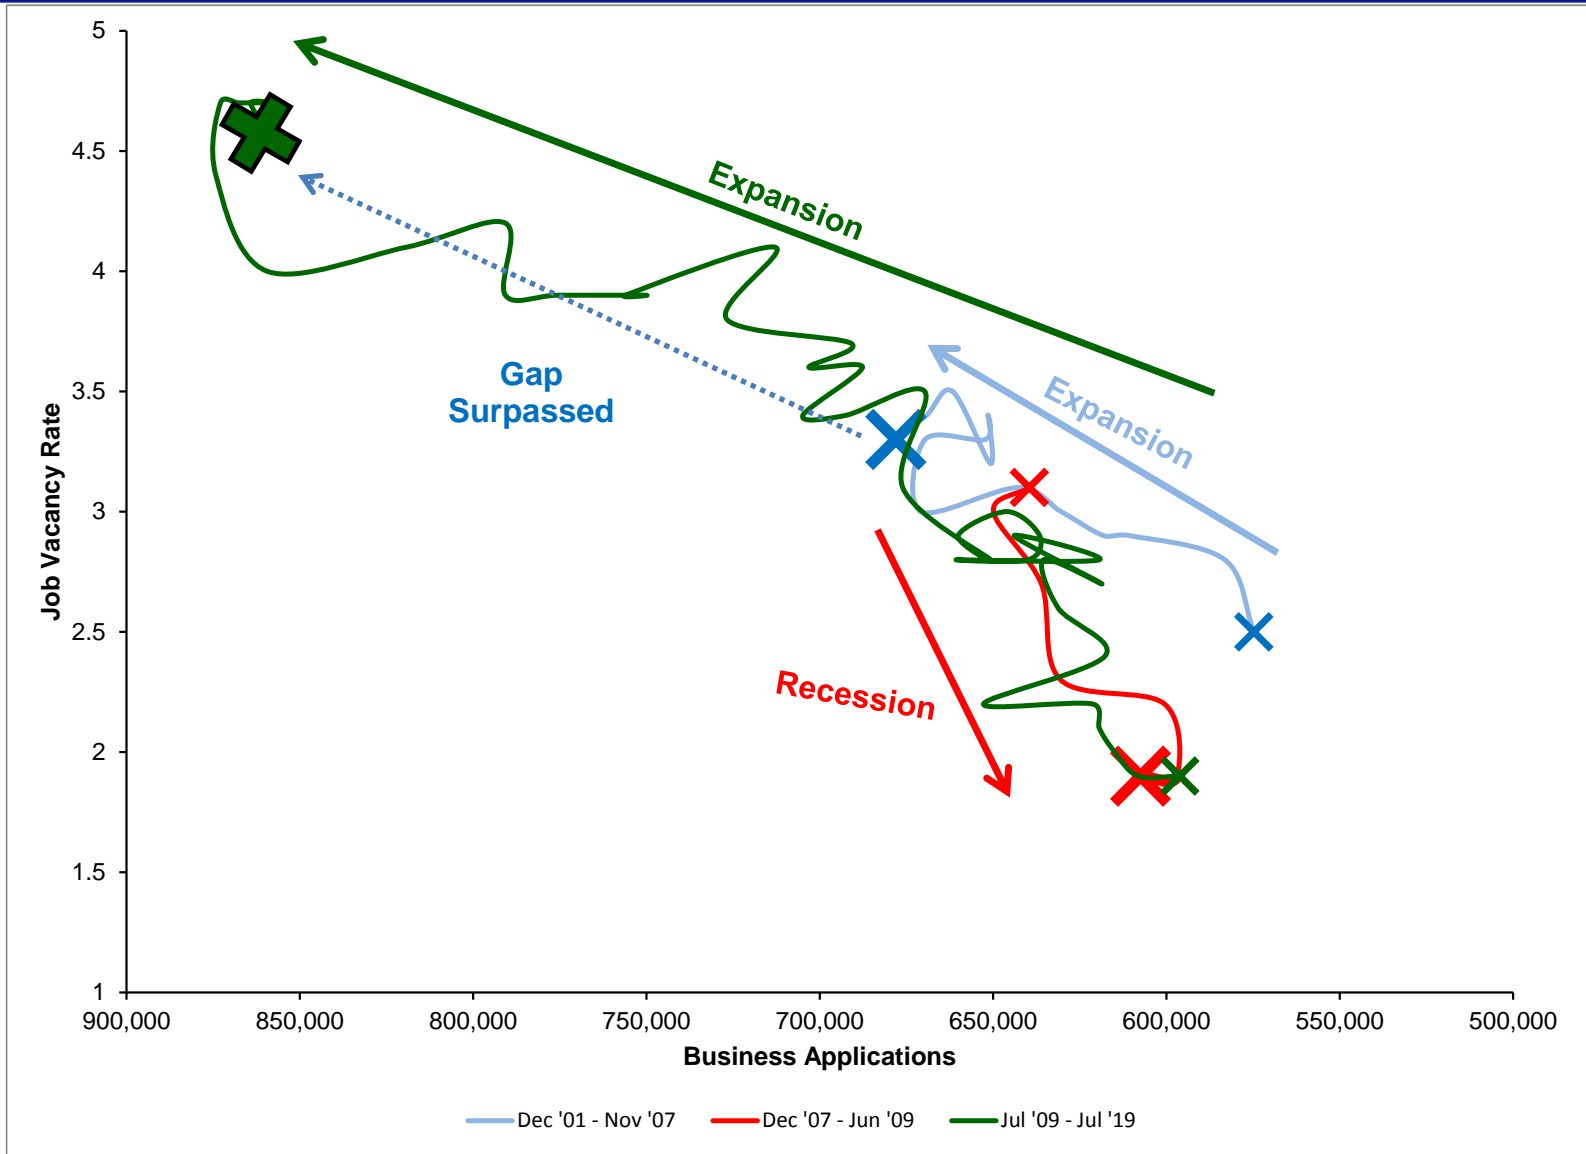 5
4.5
4
3.5
3
2.5
2
1.5
1
Job Vacancy Rate
Expansion
Expansion
Gap
Surpassed
Recession
900,000
850,000
800,000
750,000
700,000
650,000
600,000
550,000
500,000
Business Applications
Dec '01 - Nov '07
Dec '07 - Jun '09
Jul '09 - Jul '19